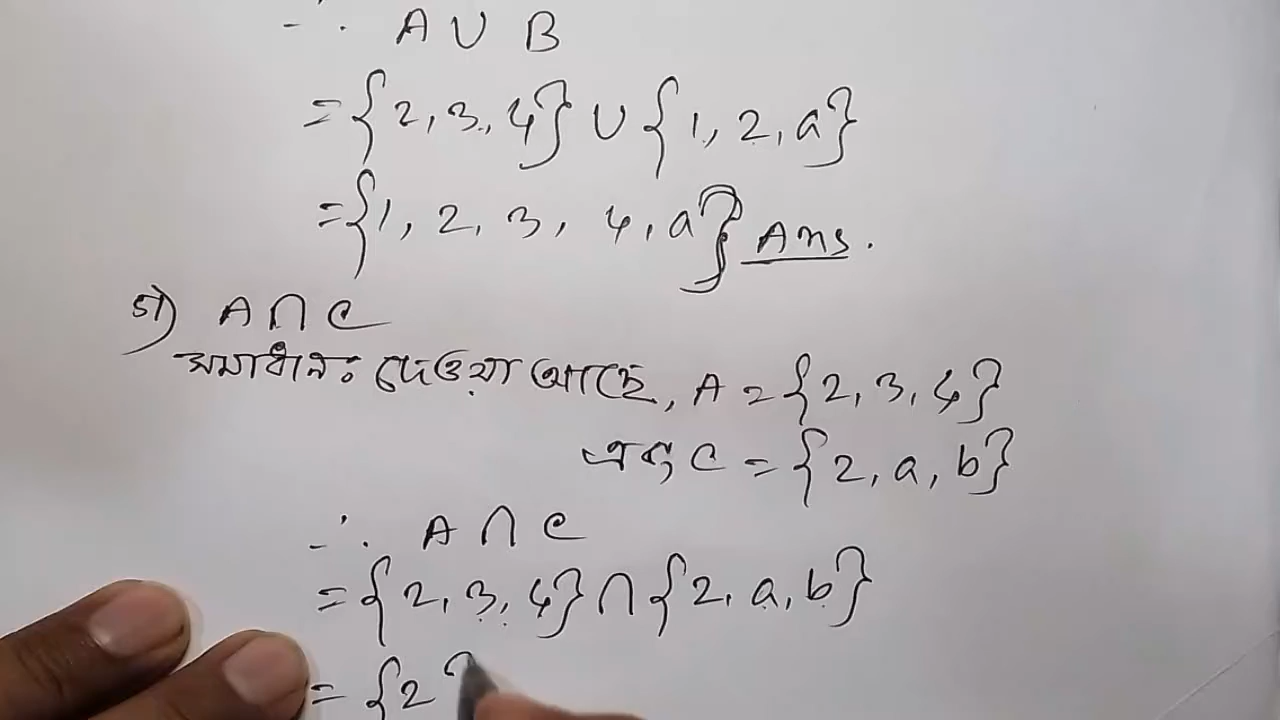 ∴ A ∪ B
= {2, 3, 4} ∪ {1, 2, a}
= {1, 2, 3, 4, a} Ans.
গ) A ∩ C
সমাধান: দেওয়া আছে, A = {2, 3, 4}
এবং C = {2, a, b}
∴ A ∩ C
= {2, 3, 4} ∩ {2, a, b}
= {2}